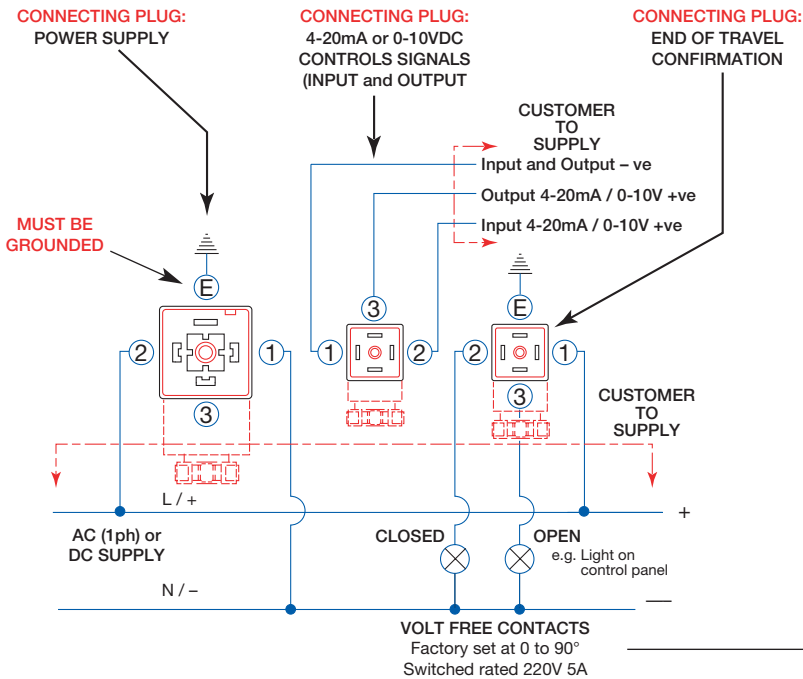 CONNECTING PLUG:
POWER SUPPLY
CONNECTING PLUG:
4-20mA or 0-10VDC
CONTROLS SIGNALS
(INPUT and OUTPUT
CONNECTING PLUG:
END OF TRAVEL
CONFIRMATION
CUSTOMER
TO
SUPPLY
Input and Output – ve
Output 4-20mA / 0-10V +ve
Input 4-20mA / 0-10V +ve
MUST BE
GROUNDED
E
2
1
3
3
1
2
E
2
1
3
CUSTOMER
TO
SUPPLY
L / +
+
AC (1ph) or
DC SUPPLY
CLOSED
OPEN
e.g. Light on
control panel
N / –
—
VOLT FREE CONTACTS
Factory set at 0 to 90°
Switched rated 220V 5A